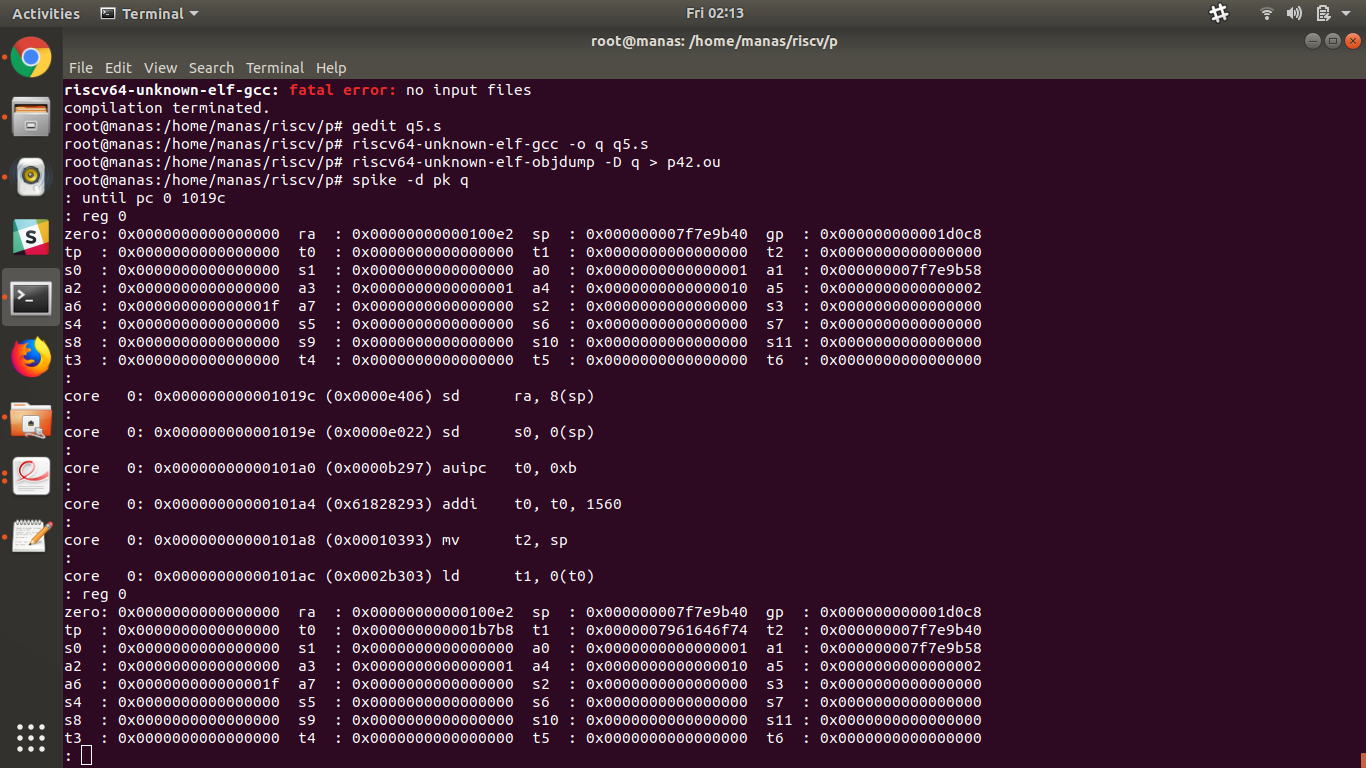 Activities Terminal Fri 02:13
root@manas: /home/manas/riscv/p
File Edit View Search Terminal Help
riscv64-unknown-elf-gcc: fatal error: no input files
compilation terminated.
root@manas:/home/manas/riscv/p# gedit q5.s
root@manas:/home/manas/riscv/p# riscv64-unknown-elf-gcc -o q q5.s
root@manas:/home/manas/riscv/p# riscv64-unknown-elf-objdump -D q > p42.ou
root@manas:/home/manas/riscv/p# spike -d pk q
: until pc 0 1019c
: reg 0
zero: 0x0000000000000000 ra : 0x00000000000100e2 sp : 0x000000007f7e9b40 gp : 0x000000000001d0c8
tp : 0x0000000000000000 t0 : 0x0000000000000000 t1 : 0x0000000000000000 t2 : 0x0000000000000000
s0 : 0x0000000000000000 s1 : 0x0000000000000000 a0 : 0x0000000000000001 a1 : 0x000000007f7e9b58
a2 : 0x0000000000000000 a3 : 0x0000000000000001 a4 : 0x0000000000000010 a5 : 0x0000000000000002
a6 : 0x000000000000001f a7 : 0x0000000000000000 s2 : 0x0000000000000000 s3 : 0x0000000000000000
s4 : 0x0000000000000000 s5 : 0x0000000000000000 s6 : 0x0000000000000000 s7 : 0x0000000000000000
s8 : 0x0000000000000000 s9 : 0x0000000000000000 s10 : 0x0000000000000000 s11 : 0x0000000000000000
t3 : 0x0000000000000000 t4 : 0x0000000000000000 t5 : 0x0000000000000000 t6 : 0x0000000000000000
:
core 0: 0x000000000001019c (0x0000e406) sd ra, 8(sp)
:
core 0: 0x000000000001019e (0x0000e022) sd s0, 0(sp)
:
core 0: 0x00000000000101a0 (0x0000b297) auipc t0, 0xb
:
core 0: 0x00000000000101a4 (0x61828293) addi t0, t0, 1560
:
core 0: 0x00000000000101a8 (0x00010393) mv t2, sp
:
core 0: 0x00000000000101ac (0x0002b303) ld t1, 0(t0)
: reg 0
zero: 0x0000000000000000 ra : 0x00000000000100e2 sp : 0x000000007f7e9b40 gp : 0x000000000001d0c8
tp : 0x0000000000000000 t0 : 0x000000000001b7b8 t1 : 0x0000007961646f74 t2 : 0x000000007f7e9b40
s0 : 0x0000000000000000 s1 : 0x0000000000000000 a0 : 0x0000000000000001 a1 : 0x000000007f7e9b58
a2 : 0x0000000000000000 a3 : 0x0000000000000001 a4 : 0x0000000000000010 a5 : 0x0000000000000002
a6 : 0x000000000000001f a7 : 0x0000000000000000 s2 : 0x0000000000000000 s3 : 0x0000000000000000
s4 : 0x0000000000000000 s5 : 0x0000000000000000 s6 : 0x0000000000000000 s7 : 0x0000000000000000
s8 : 0x0000000000000000 s9 : 0x0000000000000000 s10 : 0x0000000000000000 s11 : 0x0000000000000000
t3 : 0x0000000000000000 t4 : 0x0000000000000000 t5 : 0x0000000000000000 t6 : 0x0000000000000000
: